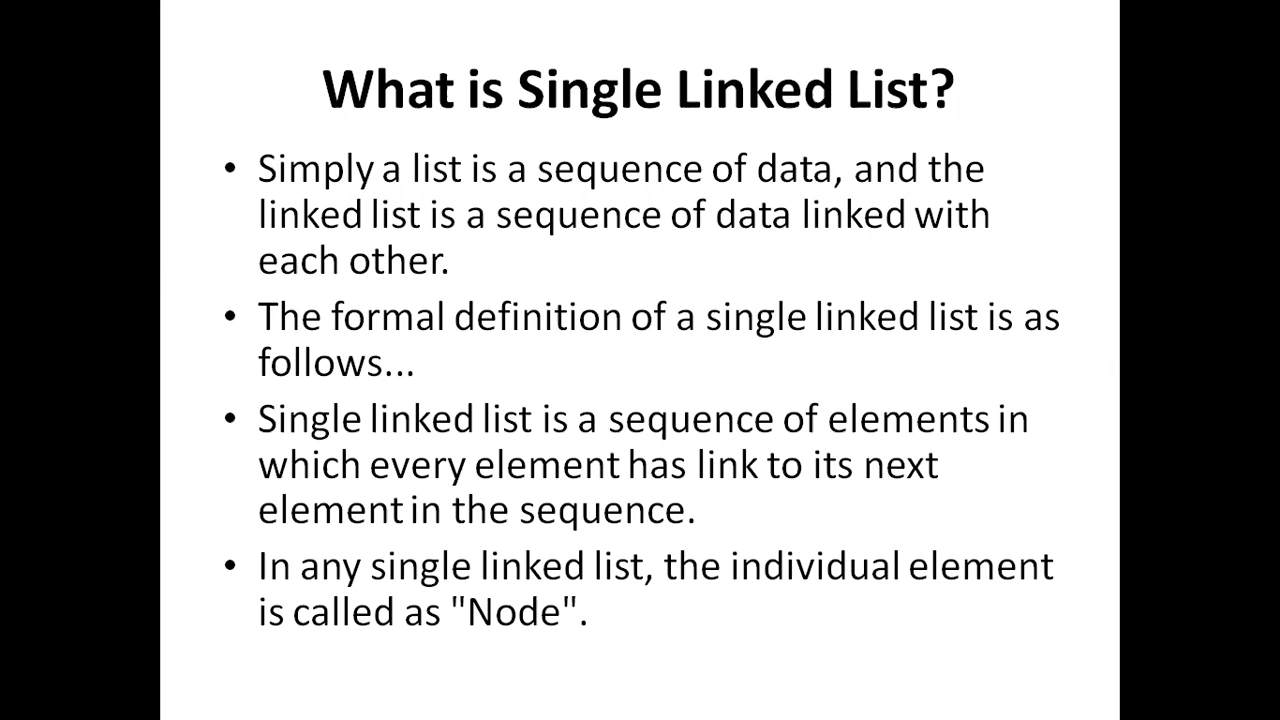 What is Single Linked List?
• Simply a list is a sequence of data, and the
linked list is a sequence of data linked with
each other.
• The formal definition of a single linked list is as
follows...
• Single linked list is a sequence of elements in
which every element has link to its next
element in the sequence.
• In any single linked list, the individual element
is called as "Node".